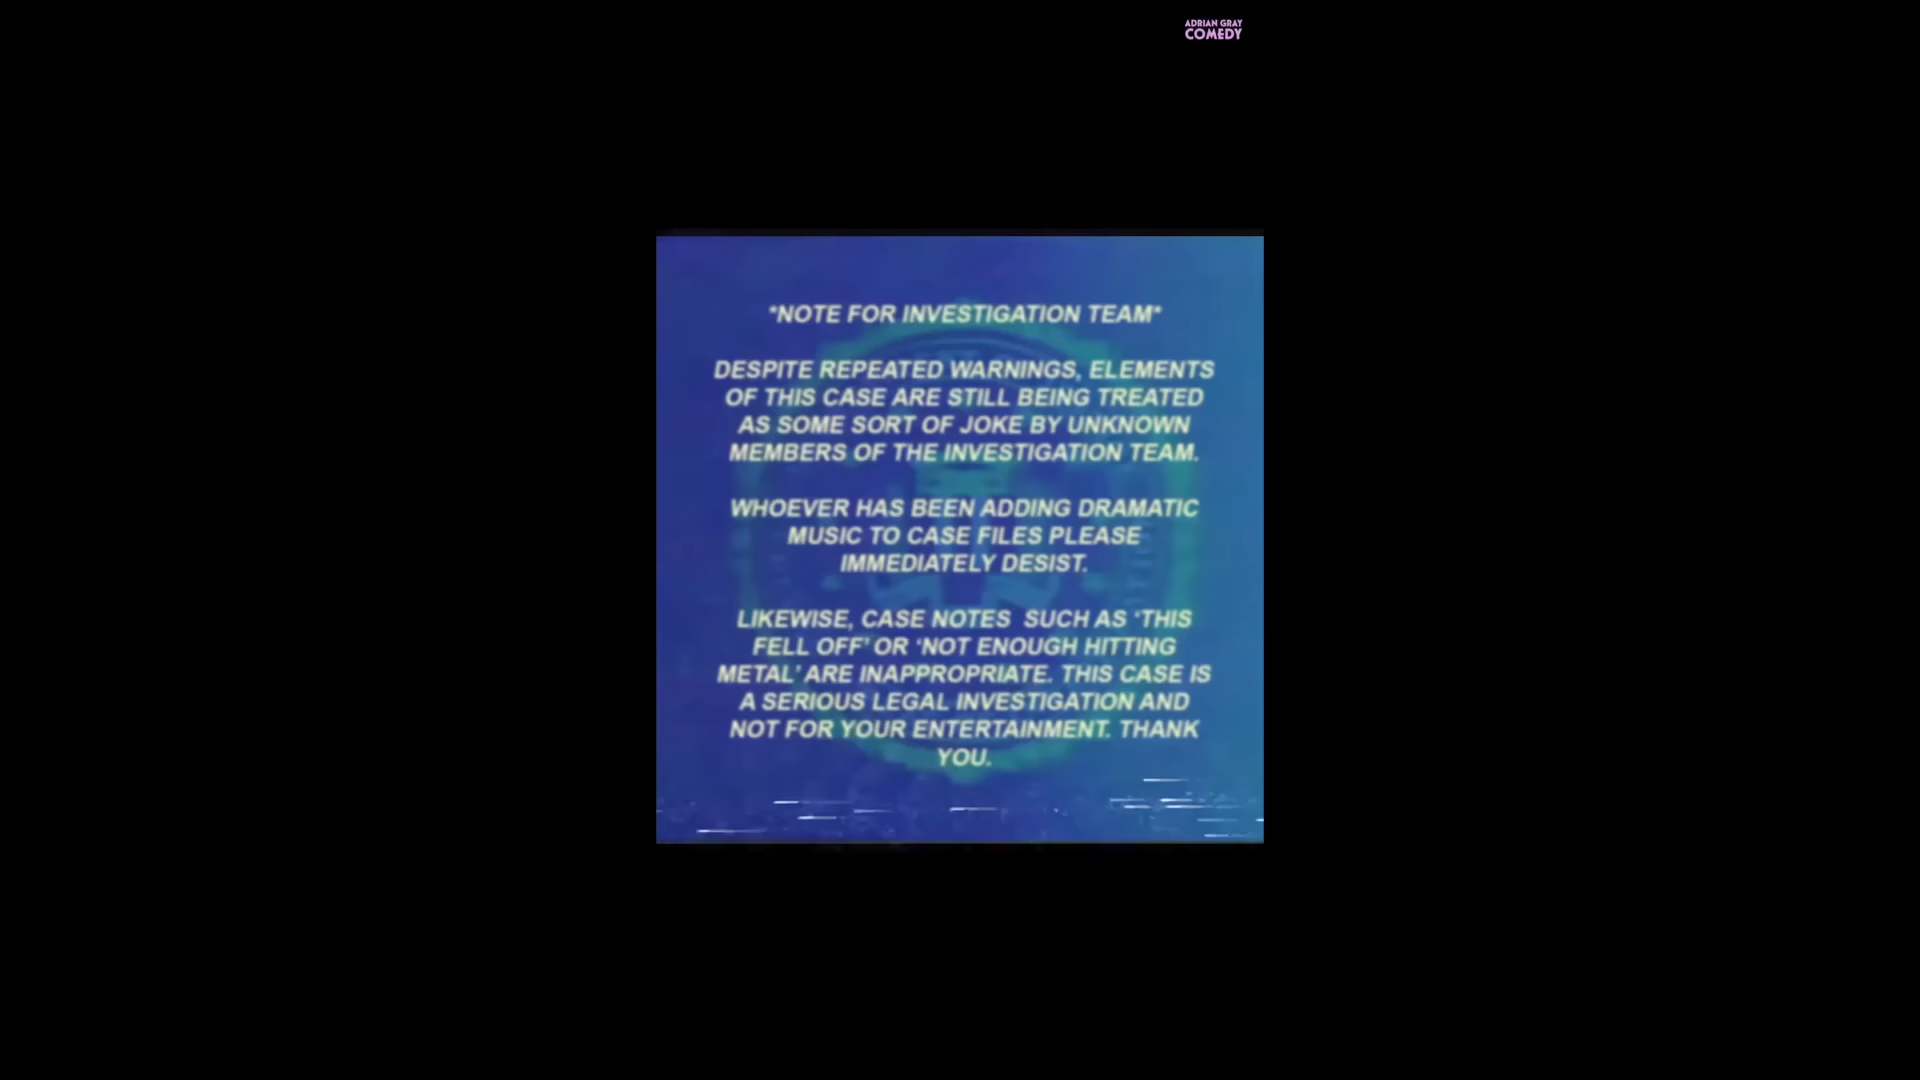 ADRIAN GRAY
COMEDY
*NOTE FOR INVESTIGATION TEAM*
DESPITE REPEATED WARNINGS, ELEMENTS
OF THIS CASE ARE STILL BEING TREATED
AS SOME SORT OF JOKE BY UNKNOWN
MEMBERS OF THE INVESTIGATION TEAM.
WHOEVER HAS BEEN ADDING DRAMATIC
MUSIC TO CASE FILES PLEASE
IMMEDIATELY DESIST.
LIKEWISE, CASE NOTES  SUCH AS ‘THIS
FELL OFF’ OR ‘NOT ENOUGH HITTING
METAL’ ARE INAPPROPRIATE. THIS CASE IS
A SERIOUS LEGAL INVESTIGATION AND
NOT FOR YOUR ENTERTAINMENT. THANK
YOU.